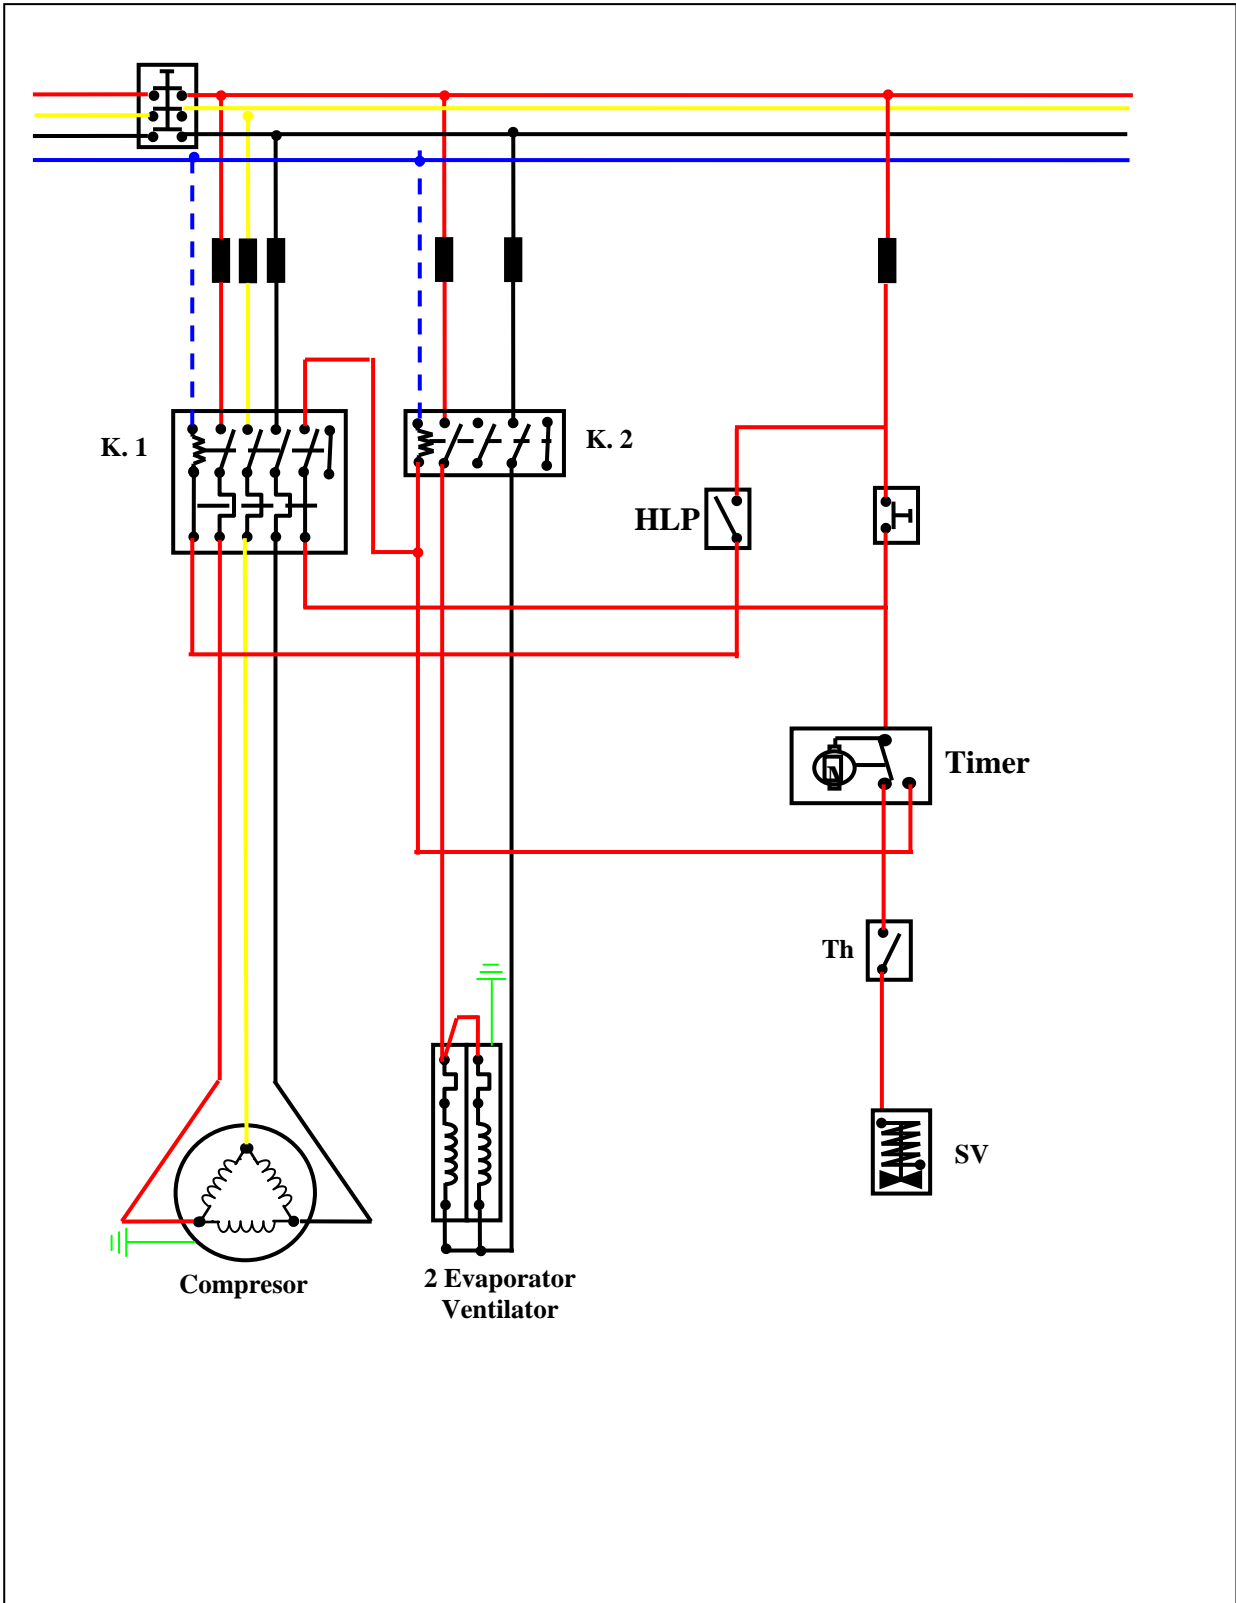 K. 1
K. 2
HLP
Timer
Th
SV
Compresor
2 Evaporator
Ventilator